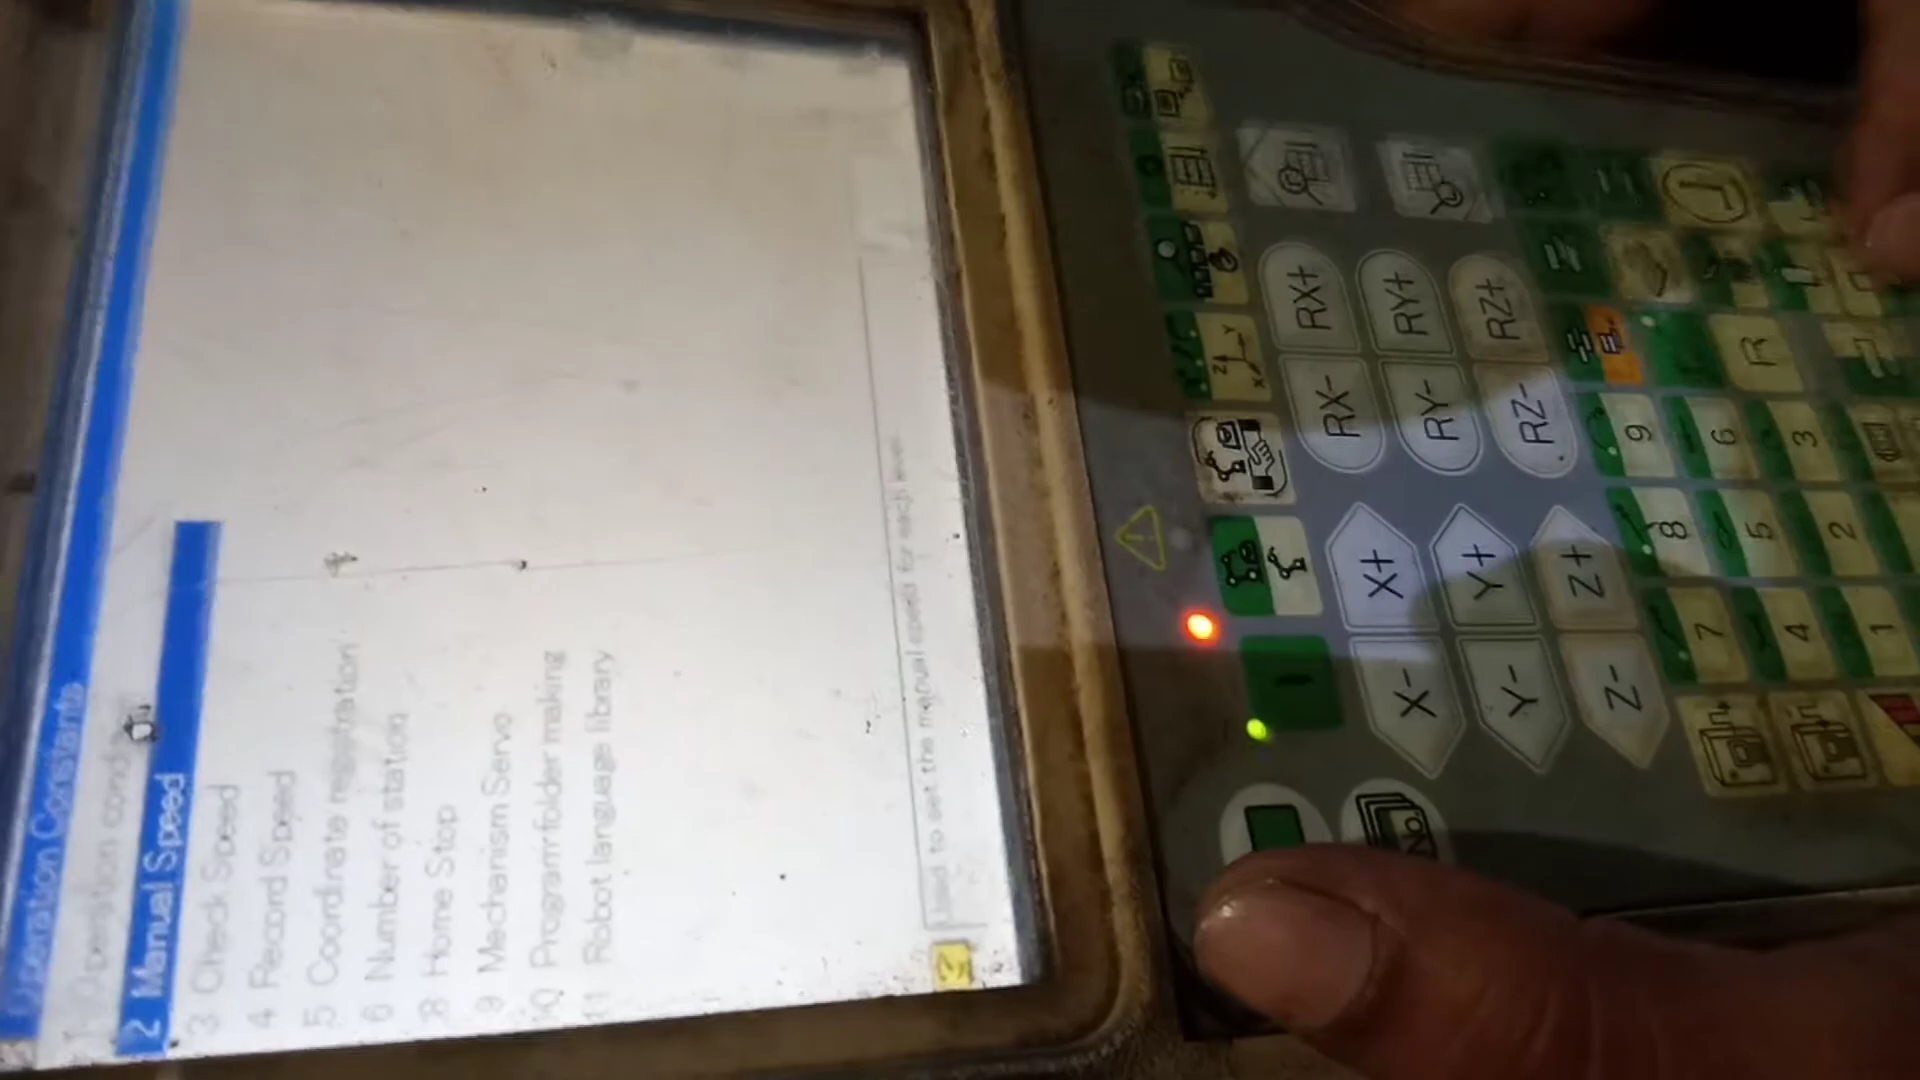 Operation Constants
1 Operation cond
2 Manual Speed
3 Check Speed
4 Record Speed
5 Coordinate registration
6 Number of station
8 Home Stop
9 Mechanism Servo
10 Program folder making
11 Robot language library
Used to set the manual speed for each level.
RX- RX+
RY- RY+
RZ- RZ+
X- X+
Y- Y+
Z- Z+
Z Y X
R
7 8 9
4 5 6
1 2 3
No.